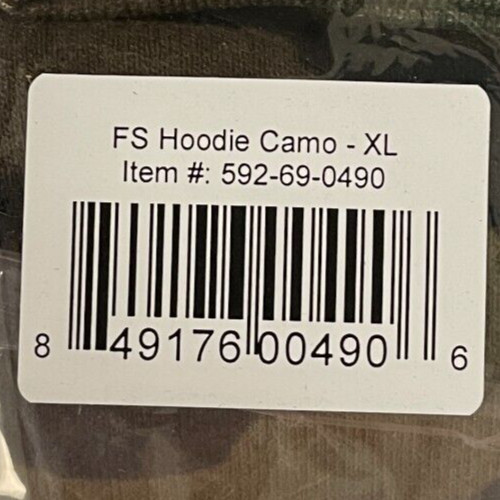 FS Hoodie Camo - XL
Item #: 592-69-0490
8 49176 00490 6